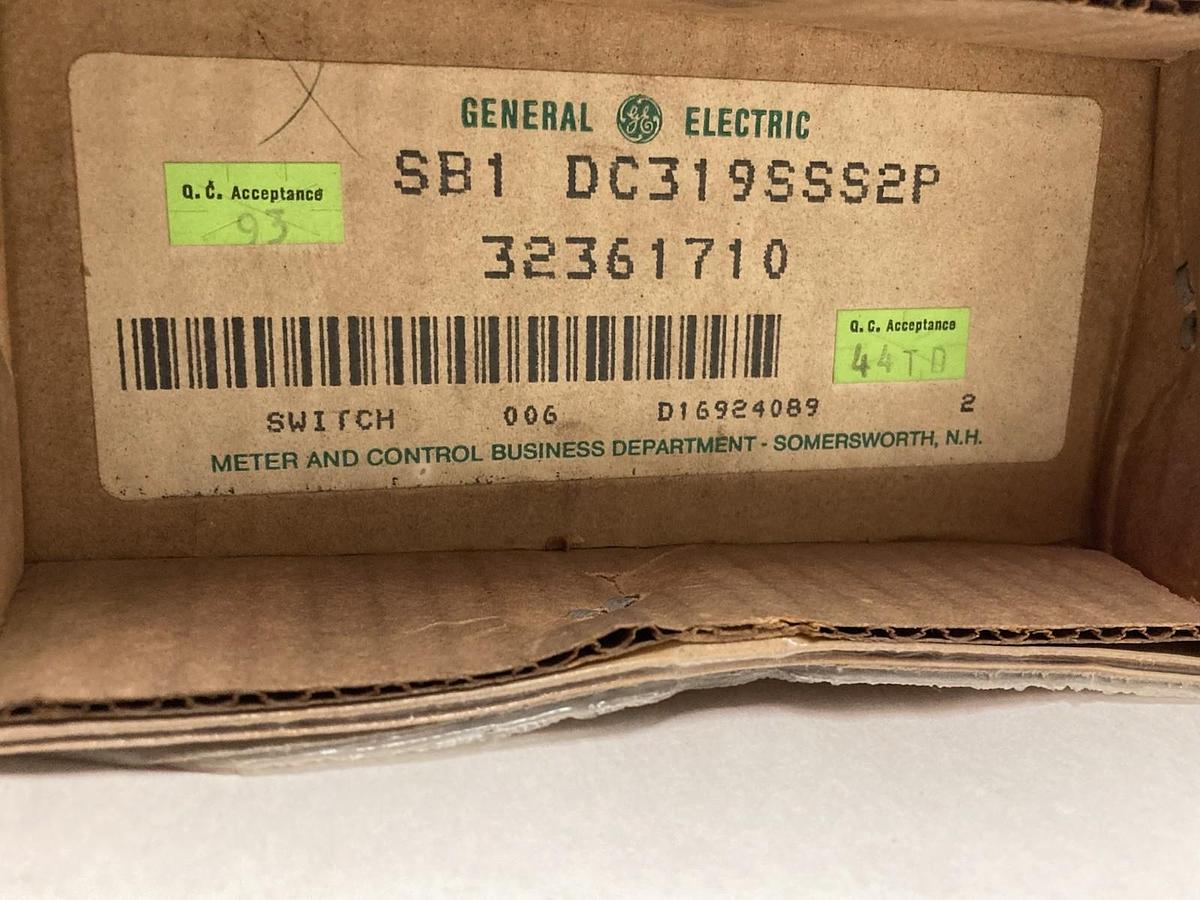 GENERAL GE ELECTRIC
SB1 DC319SSS2P
Q.C. Acceptance
93
32361710
Q.C. Acceptance
44TD
SWITCH 006 D16924089 2
METER AND CONTROL BUSINESS DEPARTMENT - SOMERSWORTH, N.H.